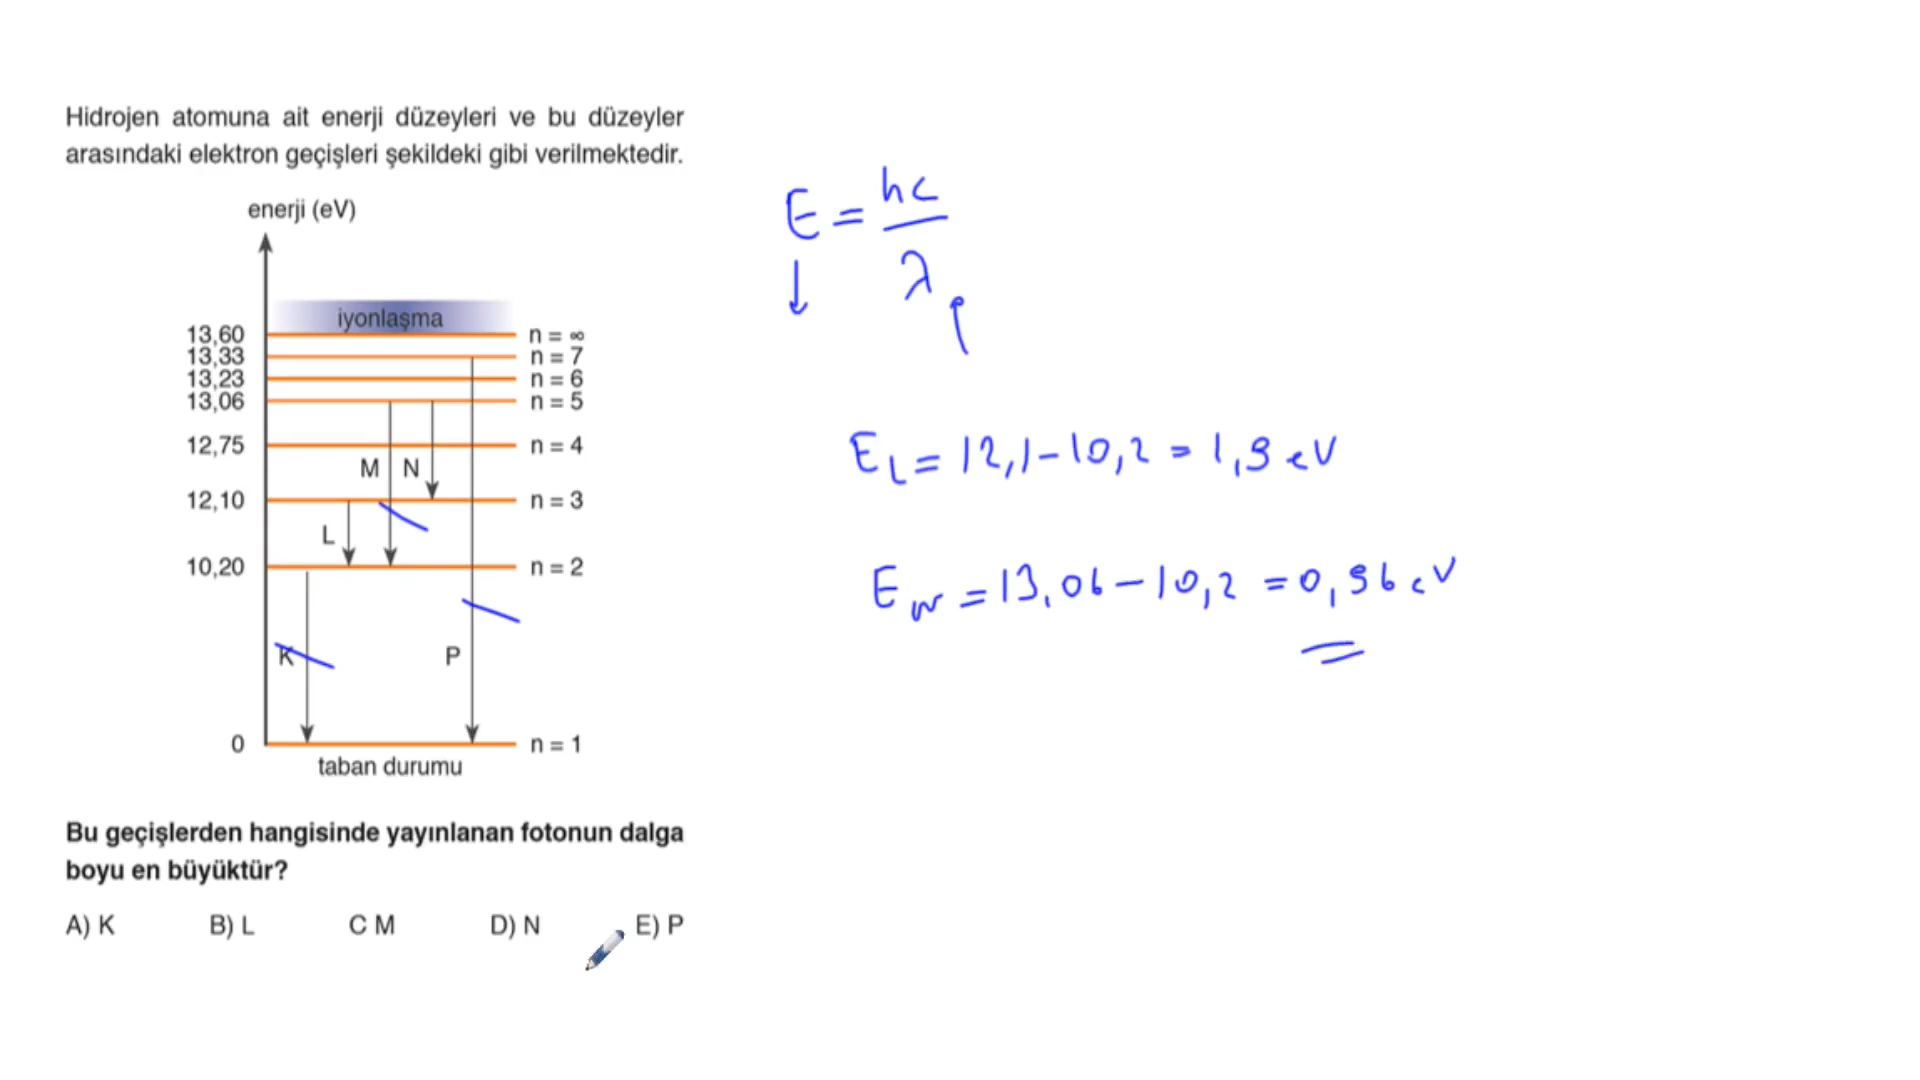 Hidrojen atomuna ait enerji düzeyleri ve bu düzeyler
arasındaki elektron geçişleri şekildeki gibi verilmektedir.
enerji (eV)
iyonlaşma
13,60 n = ∞
13,33 n = 7
13,23 n = 6
13,06 n = 5
12,75 n = 4
M N
12,10 n = 3
L
10,20 n = 2
K P
0 n = 1
taban durumu
Bu geçişlerden hangisinde yayınlanan fotonun dalga
boyu en büyüktür?
A) K B) L C M D) N E) P
E = hc
λ
E L = 12,1 - 10,2 = 1,9 eV
E N = 13,06 - 10,2 = 0,96 eV